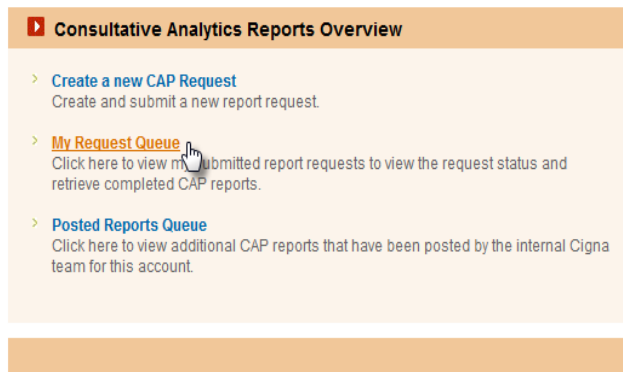 Consultative Analytics Reports Overview
Create a new CAP Request
Create and submit a new report request.
My Request Queue
Click here to view my submitted report requests to view the request status and
retrieve completed CAP reports.
Posted Reports Queue
Click here to view additional CAP reports that have been posted by the internal Cigna
team for this account.